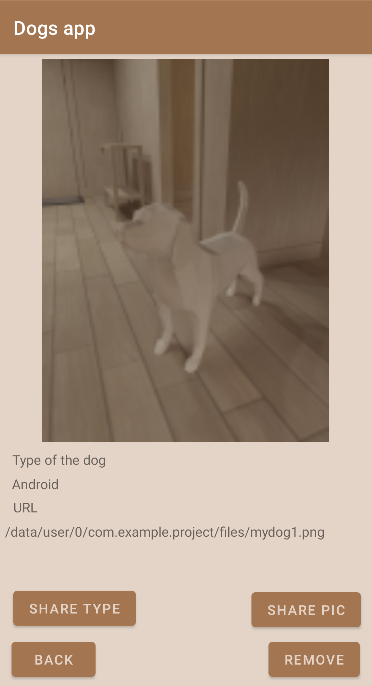 Dogs app
Type of the dog
Android
URL
/data/user/0/com.example.project/files/mydog1.png
SHARE TYPE
SHARE PIC
BACK
REMOVE